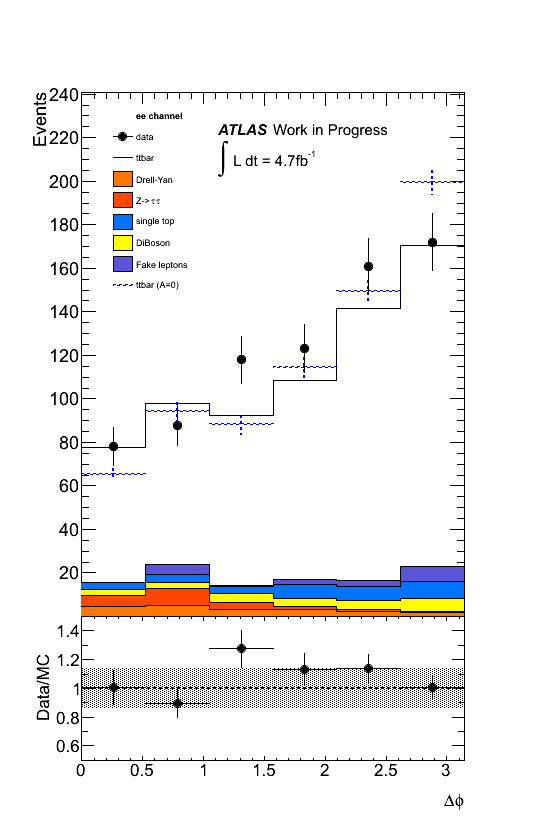 Events
240
220
200
180
160
140
120
100
80
60
40
20
ee channel
data
ttbar
Drell-Yan
Z->ττ
single top
DiBoson
Fake leptons
ttbar (A=0)
ATLAS Work in Progress
∫ L dt = 4.7fb⁻¹
Data/MC
1.4
1.2
1
0.8
0.6
0 0.5 1 1.5 2 2.5 3
Δϕ